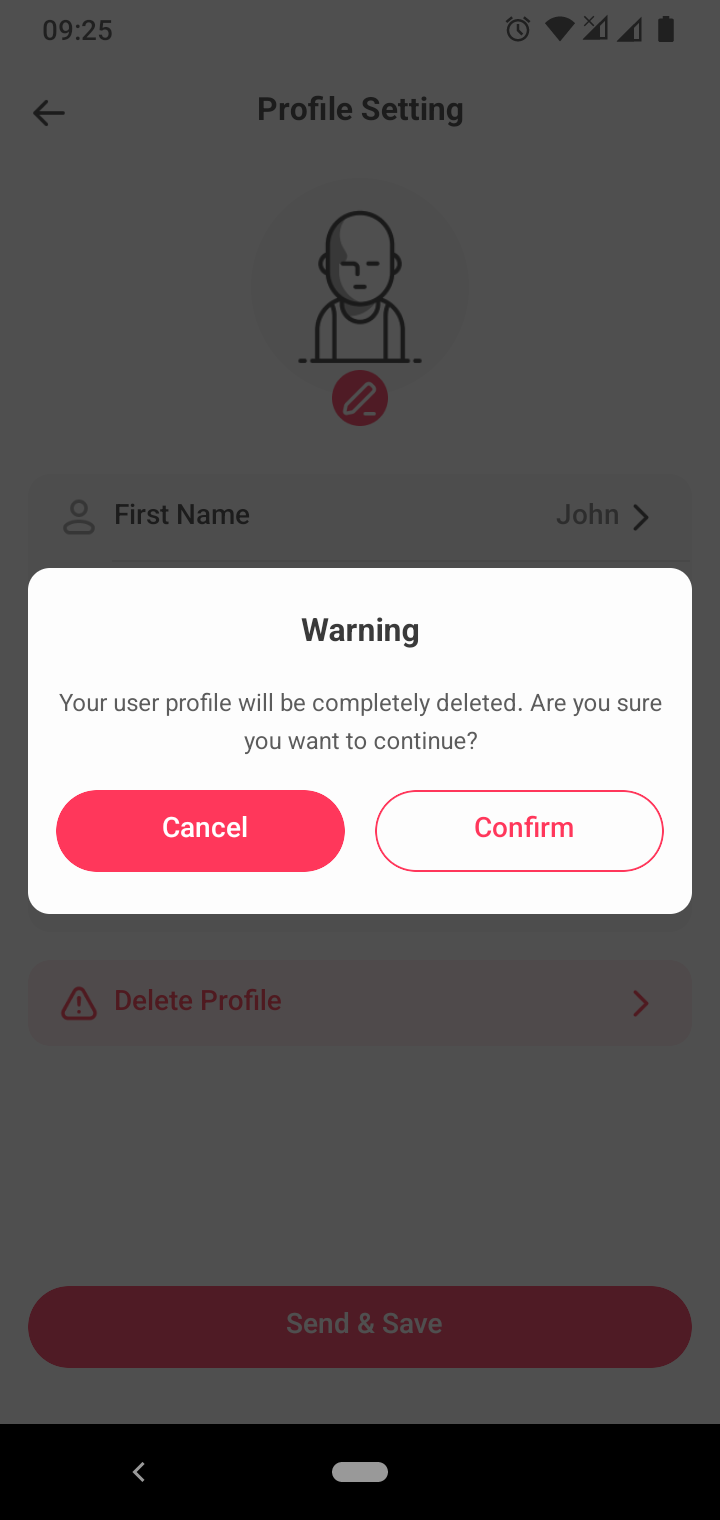 09:25
Profile Setting
First Name
John
Warning
Your user profile will be completely deleted. Are you sure
you want to continue?
Cancel
Confirm
Delete Profile
Send & Save